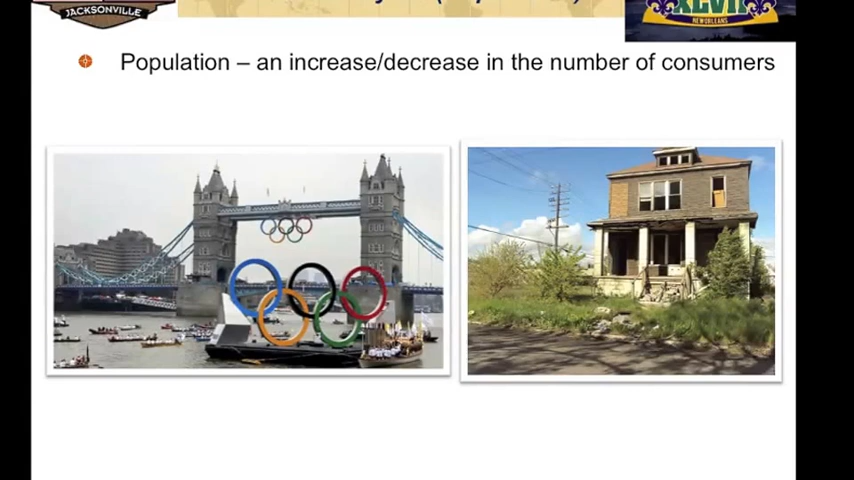 JACKSONVILLE
XLVII
NEW ORLEANS
Population – an increase/decrease in the number of consumers